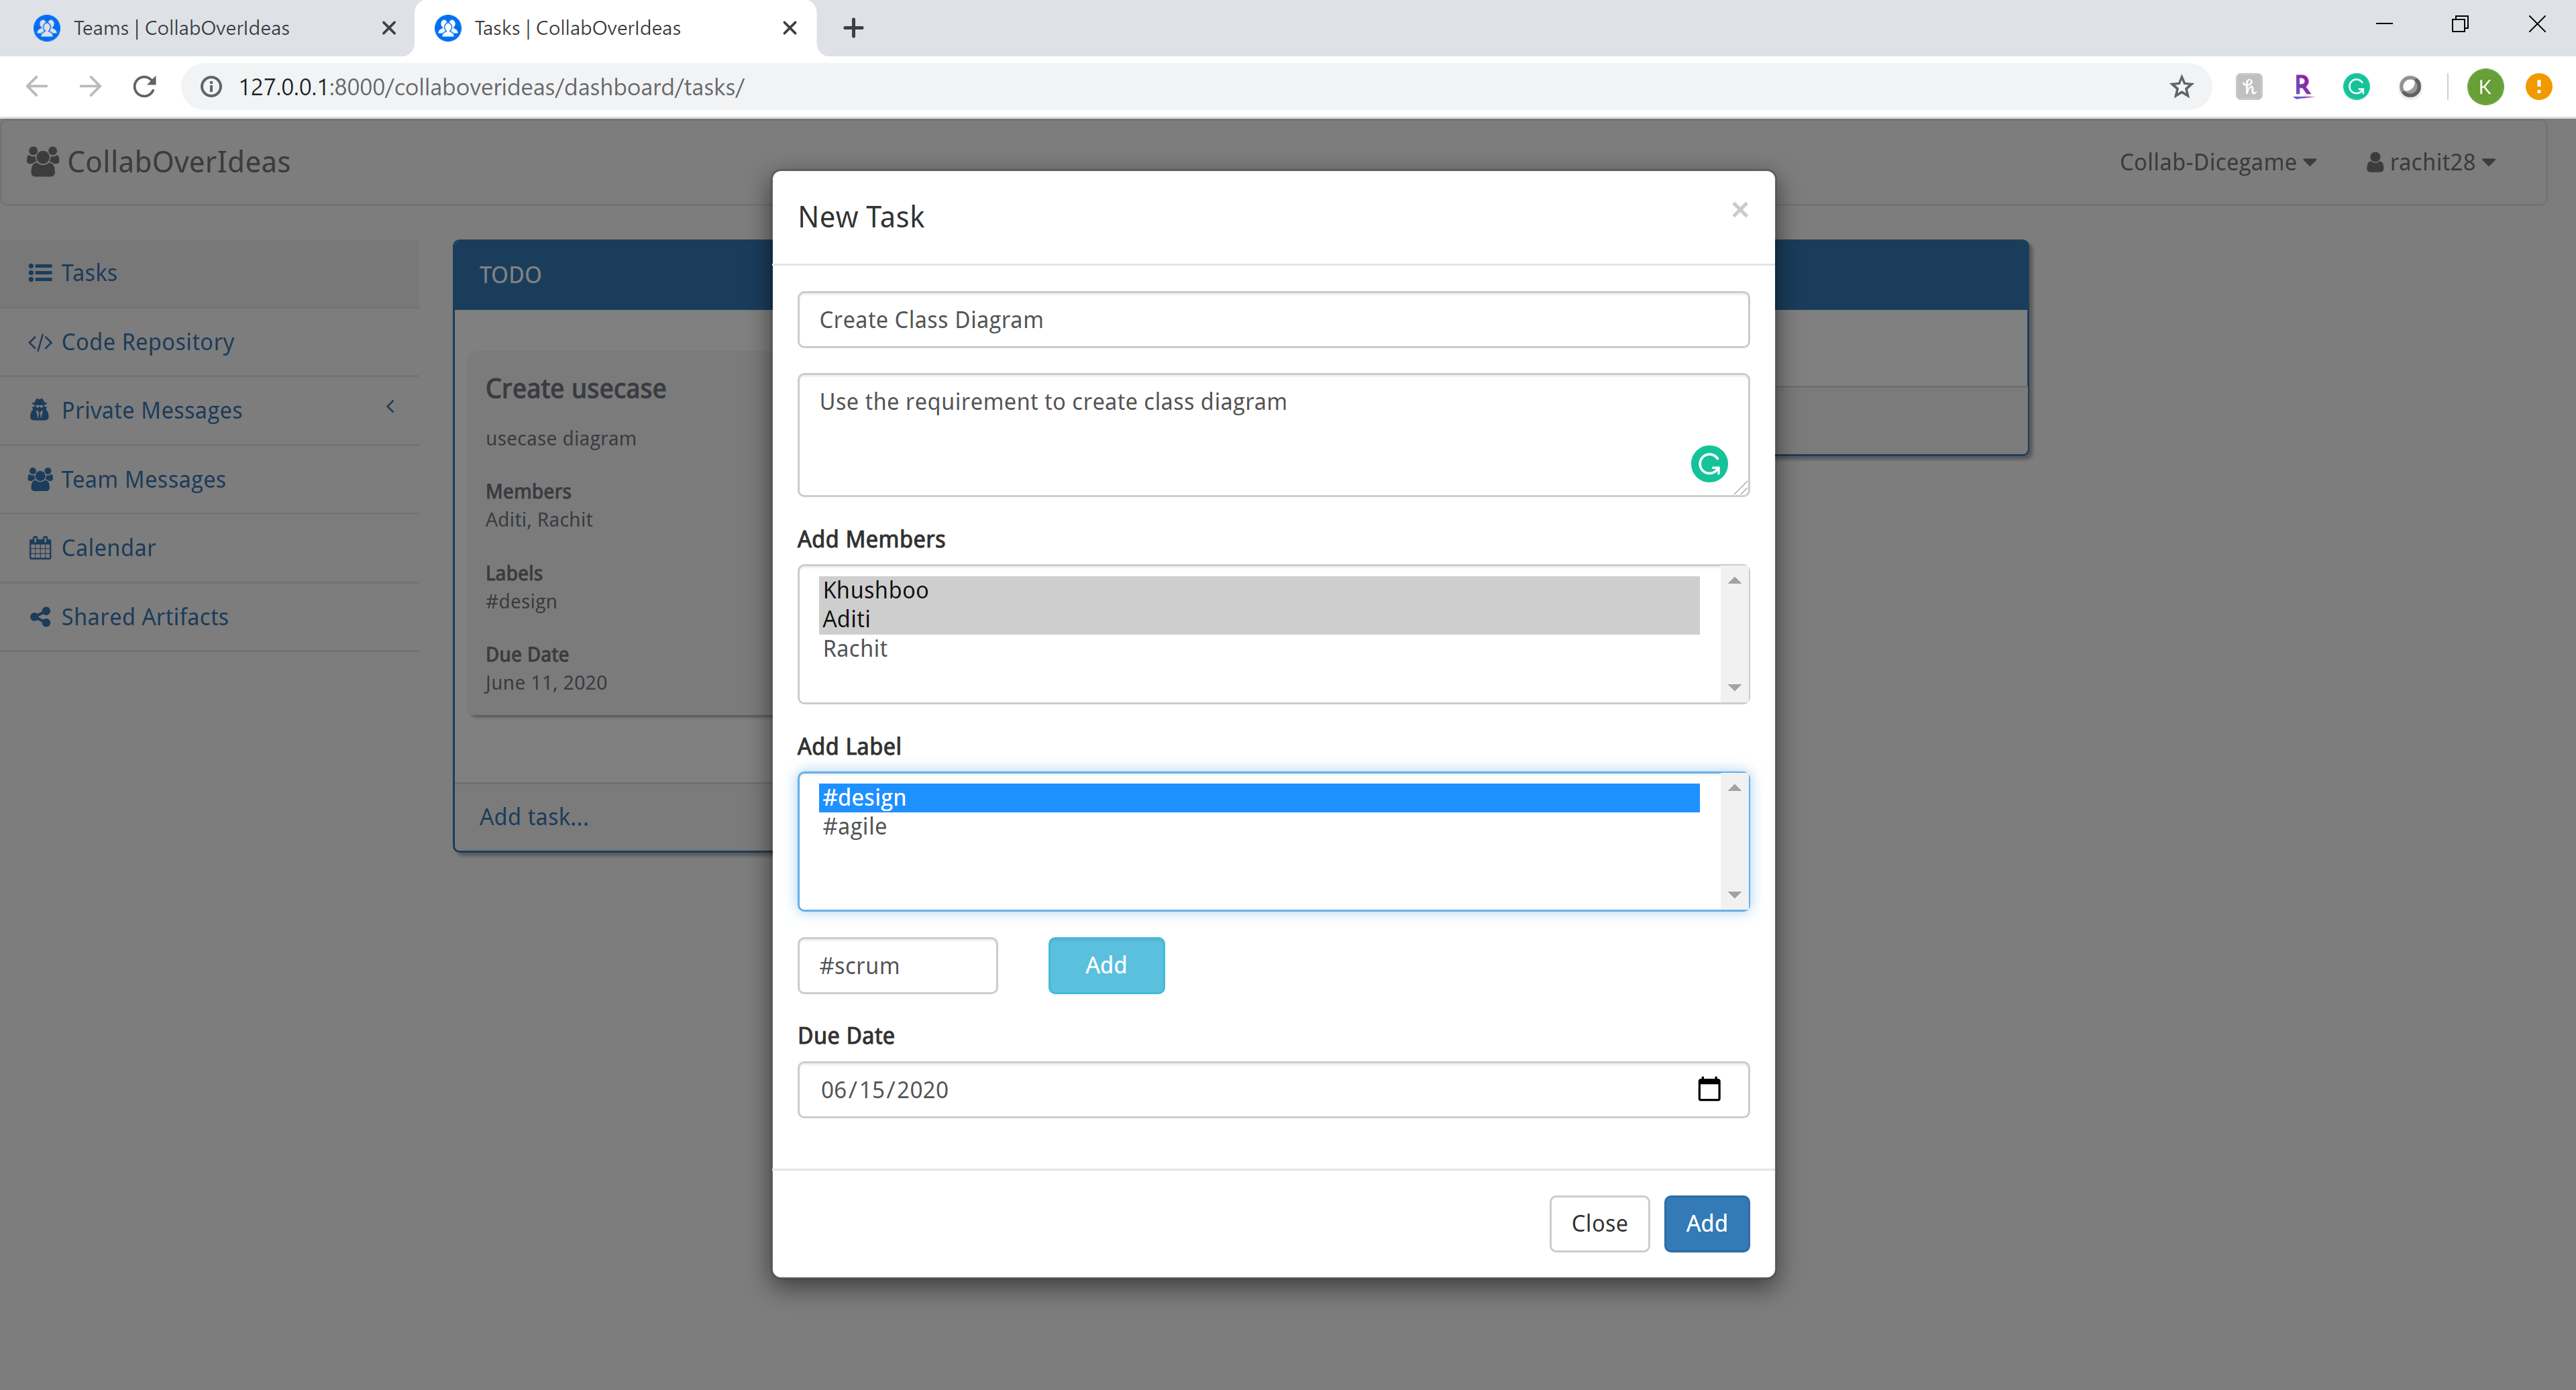 Teams | CollabOverIdeas
Tasks | CollabOverIdeas
127.0.0.1:8000/collaboverideas/dashboard/tasks/
K
CollabOverIdeas
Collab-Dicegame
rachit28
Tasks
Code Repository
Private Messages
Team Messages
Calendar
Shared Artifacts
TODO
Create usecase
usecase diagram
Members
Aditi, Rachit
Labels
#design
Due Date
June 11, 2020
Add task...
New Task
Create Class Diagram
Use the requirement to create class diagram
Add Members
Khushboo
Aditi
Rachit
Add Label
#design
#agile
#scrum
Add
Due Date
06/15/2020
Close
Add